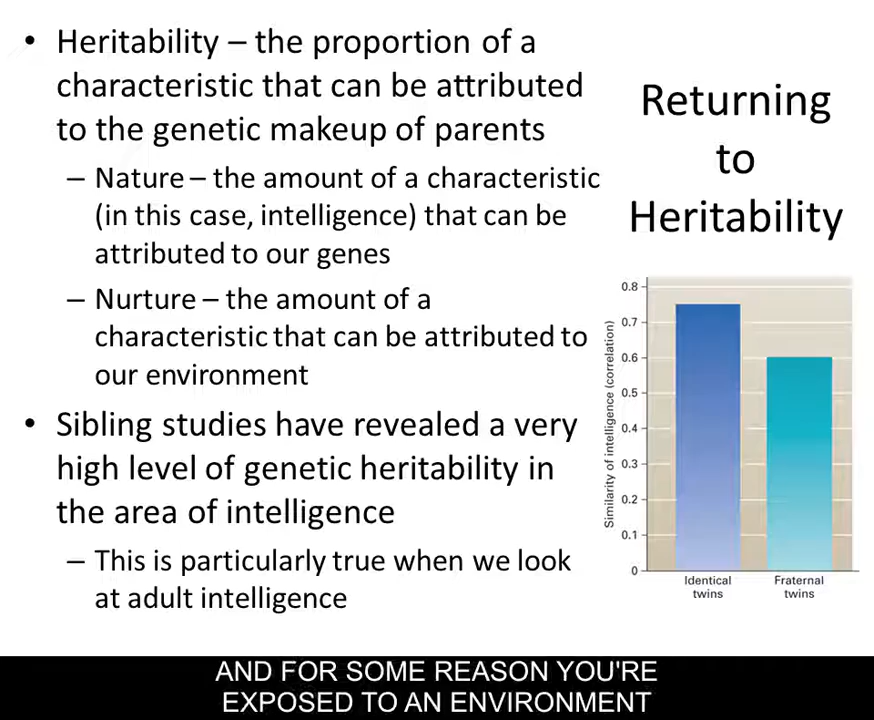 • Heritability – the proportion of a
characteristic that can be attributed
to the genetic makeup of parents
– Nature – the amount of a characteristic
(in this case, intelligence) that can be
attributed to our genes
– Nurture – the amount of a
characteristic that can be attributed to
our environment
• Sibling studies have revealed a very
high level of genetic heritability in
the area of intelligence
– This is particularly true when we look
at adult intelligence
Returning
to
Heritability
Similarity of intelligence (correlation)
0.8
0.7
0.6
0.5
0.4
0.3
0.2
0.1
0
Identical
twins
Fraternal
twins
AND FOR SOME REASON YOU'RE
EXPOSED TO AN ENVIRONMENT